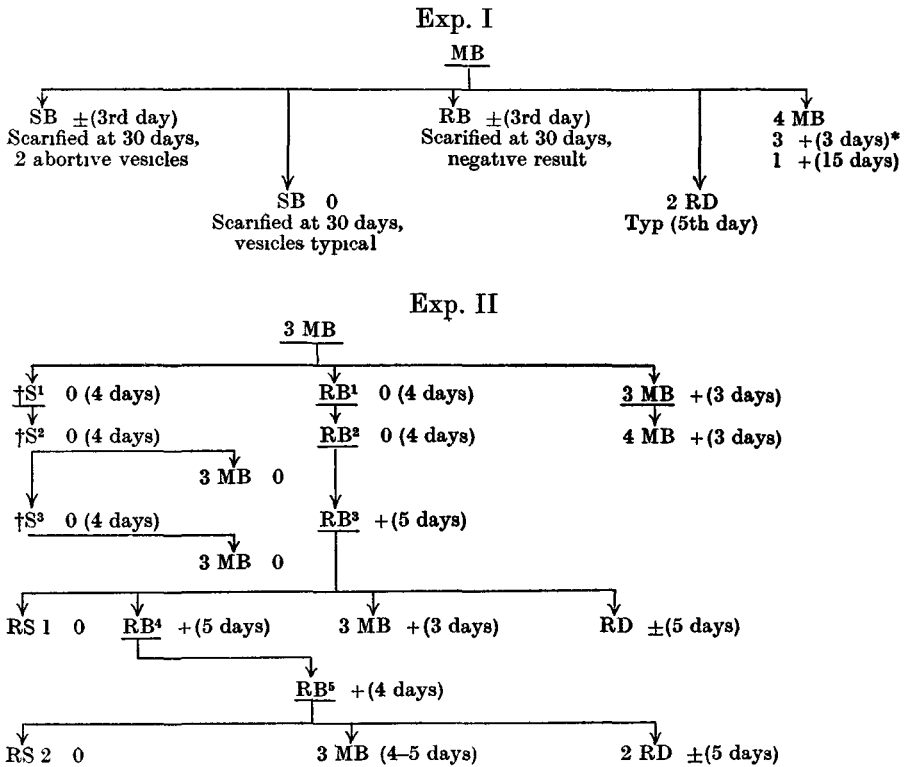 Exp. I
MB
SB ±(3rd day)
Scarified at 30 days,
2 abortive vesicles
RB ±(3rd day)
Scarified at 30 days,
negative result
4 MB
3 +(3 days)*
1 +(15 days)
SB 0
Scarified at 30 days,
vesicles typical
2 RD
Typ (5th day)
Exp. II
3 MB
†S¹ 0 (4 days) RB¹ 0 (4 days) 3 MB +(3 days)
†S² 0 (4 days) RB² 0 (4 days) 4 MB +(3 days)
3 MB 0
†S³ 0 (4 days) RB³ +(5 days)
3 MB 0
RS 1 0 RB⁴ +(5 days) 3 MB +(3 days) RD ±(5 days)
RB⁵ +(4 days)
RS 2 0 3 MB (4–5 days) 2 RD ±(5 days)